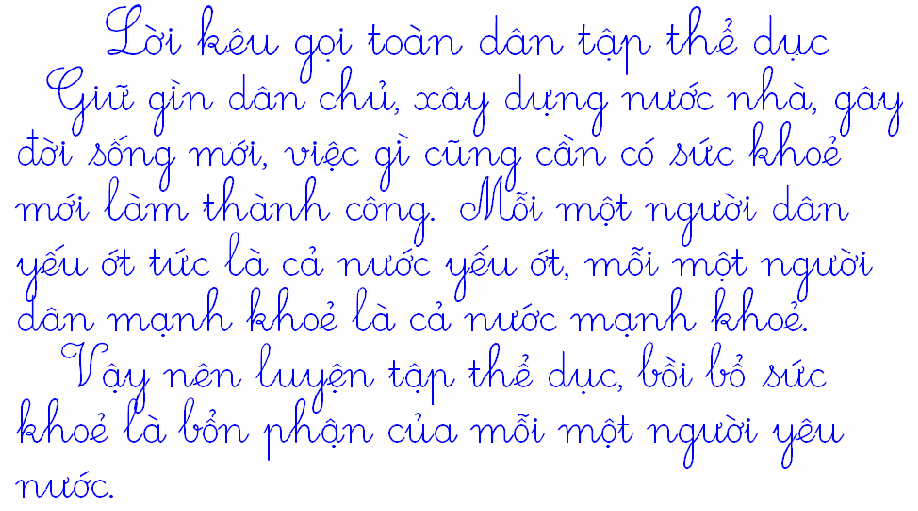 Lời kêu gọi toàn dân tập thể dục
Giữ gìn dân chủ, xây dựng nước nhà, gây
đời sống mới, việc gì cũng cần có sức khoẻ
mới làm thành công. Mỗi một người dân
yếu ớt tức là cả nước yếu ớt, mỗi một người
dân mạnh khoẻ là cả nước mạnh khoẻ.
Vậy nên luyện tập thể dục, bồi bổ sức
khoẻ là bổn phận của mỗi một người yêu
nước.